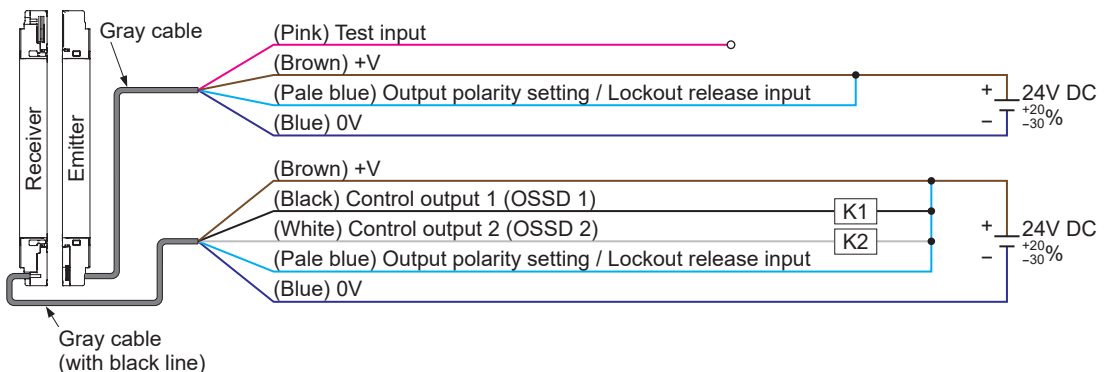 Gray cable
(Pink) Test input
(Brown) +V
(Pale blue) Output polarity setting / Lockout release input
(Blue) 0V
+
24V DC
+20
−30 %
−
Receiver
Emitter
(Brown) +V
(Black) Control output 1 (OSSD 1)
K1
(White) Control output 2 (OSSD 2)
K2
(Pale blue) Output polarity setting / Lockout release input
(Blue) 0V
+
24V DC
+20
−30 %
−
Gray cable
(with black line)